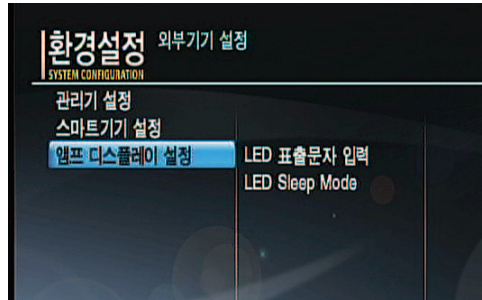 환경설정 외부기기 설정
SYSTEM CONFIGURATION
관리기 설정
스마트기기 설정
앰프 디스플레이 설정 LED 표출문자 입력
LED Sleep Mode